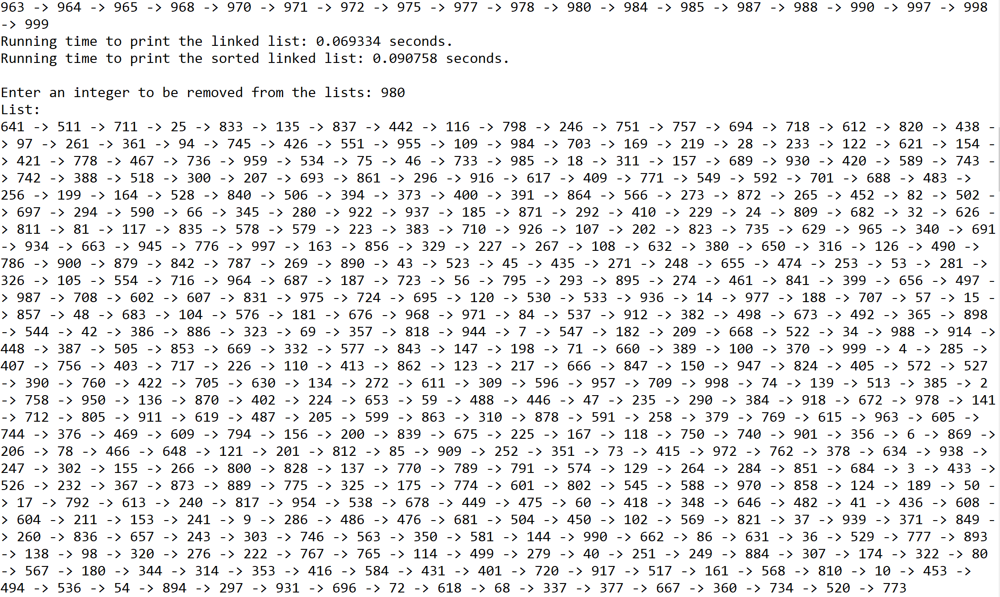 963 -> 964 -> 965 -> 968 -> 970 -> 971 -> 972 -> 975 -> 977 -> 978 -> 980 -> 984 -> 985 -> 987 -> 988 -> 990 -> 997 -> 998
-> 999
Running time to print the linked list: 0.069334 seconds.
Running time to print the sorted linked list: 0.090758 seconds.
Enter an integer to be removed from the lists: 980
List:
641 -> 511 -> 711 -> 25 -> 833 -> 135 -> 837 -> 442 -> 116 -> 798 -> 246 -> 751 -> 757 -> 694 -> 718 -> 612 -> 820 -> 438 -
> 97 -> 261 -> 361 -> 94 -> 745 -> 426 -> 551 -> 955 -> 109 -> 984 -> 703 -> 169 -> 219 -> 28 -> 233 -> 122 -> 621 -> 154 -
> 421 -> 778 -> 467 -> 736 -> 959 -> 534 -> 75 -> 46 -> 733 -> 985 -> 18 -> 311 -> 157 -> 689 -> 930 -> 420 -> 589 -> 743 -
> 742 -> 388 -> 518 -> 300 -> 207 -> 693 -> 861 -> 296 -> 916 -> 617 -> 409 -> 771 -> 549 -> 592 -> 701 -> 688 -> 483 ->
256 -> 199 -> 164 -> 528 -> 840 -> 506 -> 394 -> 373 -> 400 -> 391 -> 864 -> 566 -> 273 -> 872 -> 265 -> 452 -> 82 -> 502 -
> 697 -> 294 -> 590 -> 66 -> 345 -> 280 -> 922 -> 937 -> 185 -> 871 -> 292 -> 410 -> 229 -> 24 -> 809 -> 682 -> 32 -> 626 -
> 811 -> 81 -> 117 -> 835 -> 578 -> 579 -> 223 -> 383 -> 710 -> 926 -> 107 -> 202 -> 823 -> 735 -> 629 -> 965 -> 340 -> 691
-> 934 -> 663 -> 945 -> 776 -> 997 -> 163 -> 856 -> 329 -> 227 -> 267 -> 108 -> 632 -> 380 -> 650 -> 316 -> 126 -> 490 ->
786 -> 900 -> 879 -> 842 -> 787 -> 269 -> 890 -> 43 -> 523 -> 45 -> 435 -> 271 -> 248 -> 655 -> 474 -> 253 -> 53 -> 281 ->
326 -> 105 -> 554 -> 716 -> 964 -> 687 -> 187 -> 723 -> 56 -> 795 -> 293 -> 895 -> 274 -> 461 -> 841 -> 399 -> 656 -> 497 -
> 987 -> 708 -> 602 -> 607 -> 831 -> 975 -> 724 -> 695 -> 120 -> 530 -> 533 -> 936 -> 14 -> 977 -> 188 -> 707 -> 57 -> 15 -
> 857 -> 48 -> 683 -> 104 -> 576 -> 181 -> 676 -> 968 -> 971 -> 84 -> 537 -> 912 -> 382 -> 498 -> 673 -> 492 -> 365 -> 898
-> 544 -> 42 -> 386 -> 886 -> 323 -> 69 -> 357 -> 818 -> 944 -> 7 -> 547 -> 182 -> 209 -> 668 -> 522 -> 34 -> 988 -> 914 ->
448 -> 387 -> 505 -> 853 -> 669 -> 332 -> 577 -> 843 -> 147 -> 198 -> 71 -> 660 -> 389 -> 100 -> 370 -> 999 -> 4 -> 285 ->
407 -> 756 -> 403 -> 717 -> 226 -> 110 -> 413 -> 862 -> 123 -> 217 -> 666 -> 847 -> 150 -> 947 -> 824 -> 405 -> 572 -> 527
-> 390 -> 760 -> 422 -> 705 -> 630 -> 134 -> 272 -> 611 -> 309 -> 596 -> 957 -> 709 -> 998 -> 74 -> 139 -> 513 -> 385 -> 2
-> 758 -> 950 -> 136 -> 870 -> 402 -> 224 -> 653 -> 59 -> 488 -> 446 -> 47 -> 235 -> 290 -> 384 -> 918 -> 672 -> 978 -> 141
-> 712 -> 805 -> 911 -> 619 -> 487 -> 205 -> 599 -> 863 -> 310 -> 878 -> 591 -> 258 -> 379 -> 769 -> 615 -> 963 -> 605 ->
744 -> 376 -> 469 -> 609 -> 794 -> 156 -> 200 -> 839 -> 675 -> 225 -> 167 -> 118 -> 750 -> 740 -> 901 -> 356 -> 6 -> 869 ->
206 -> 78 -> 466 -> 648 -> 121 -> 201 -> 812 -> 85 -> 909 -> 252 -> 351 -> 73 -> 415 -> 972 -> 762 -> 378 -> 634 -> 938 ->
247 -> 302 -> 155 -> 266 -> 800 -> 828 -> 137 -> 770 -> 789 -> 791 -> 574 -> 129 -> 264 -> 284 -> 851 -> 684 -> 3 -> 433 ->
526 -> 232 -> 367 -> 873 -> 889 -> 775 -> 325 -> 175 -> 774 -> 601 -> 802 -> 545 -> 588 -> 970 -> 858 -> 124 -> 189 -> 50 -
> 17 -> 792 -> 613 -> 240 -> 817 -> 954 -> 538 -> 678 -> 449 -> 475 -> 60 -> 418 -> 348 -> 646 -> 482 -> 41 -> 436 -> 608 -
> 604 -> 211 -> 153 -> 241 -> 9 -> 286 -> 486 -> 476 -> 681 -> 504 -> 450 -> 102 -> 569 -> 821 -> 37 -> 939 -> 371 -> 849 -
> 260 -> 836 -> 657 -> 243 -> 303 -> 746 -> 563 -> 350 -> 581 -> 144 -> 990 -> 662 -> 86 -> 631 -> 36 -> 529 -> 777 -> 893
-> 138 -> 98 -> 320 -> 276 -> 222 -> 767 -> 765 -> 114 -> 499 -> 279 -> 40 -> 251 -> 249 -> 884 -> 307 -> 174 -> 322 -> 80
-> 567 -> 180 -> 344 -> 314 -> 353 -> 416 -> 584 -> 431 -> 401 -> 720 -> 917 -> 517 -> 161 -> 568 -> 810 -> 10 -> 453 ->
494 -> 536 -> 54 -> 894 -> 297 -> 931 -> 696 -> 72 -> 618 -> 68 -> 337 -> 377 -> 667 -> 360 -> 734 -> 520 -> 773